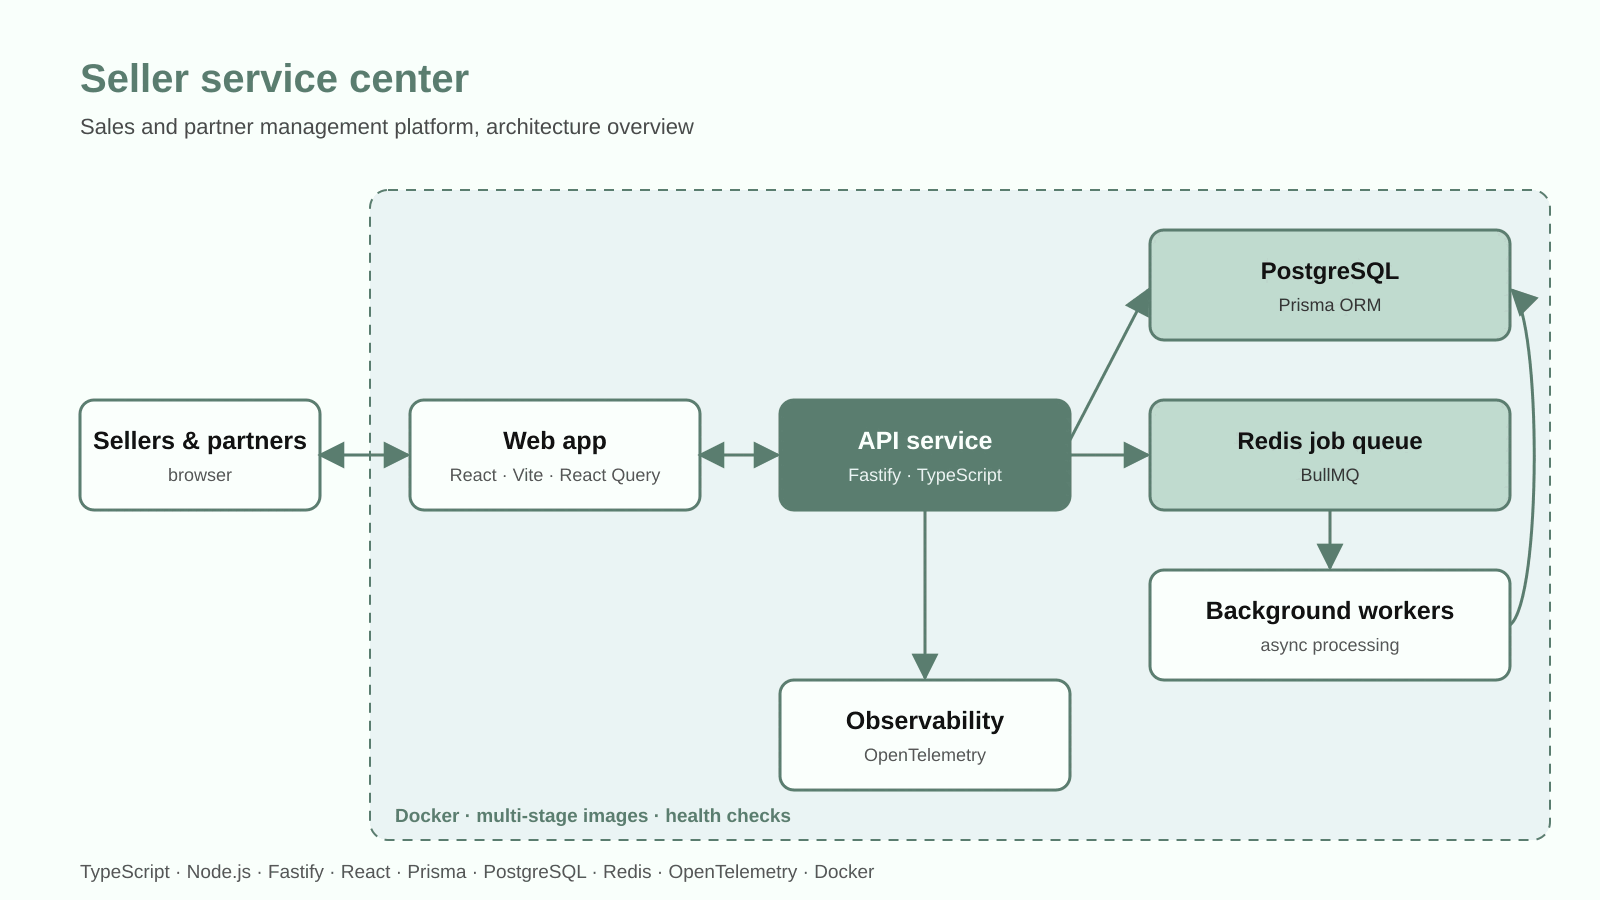 Seller service center
Sales and partner management platform, architecture overview
PostgreSQL
Prisma ORM
Sellers & partners
browser
Web app
React · Vite · React Query
API service
Fastify · TypeScript
Redis job queue
BullMQ
Background workers
async processing
Observability
OpenTelemetry
Docker · multi-stage images · health checks
TypeScript · Node.js · Fastify · React · Prisma · PostgreSQL · Redis · OpenTelemetry · Docker